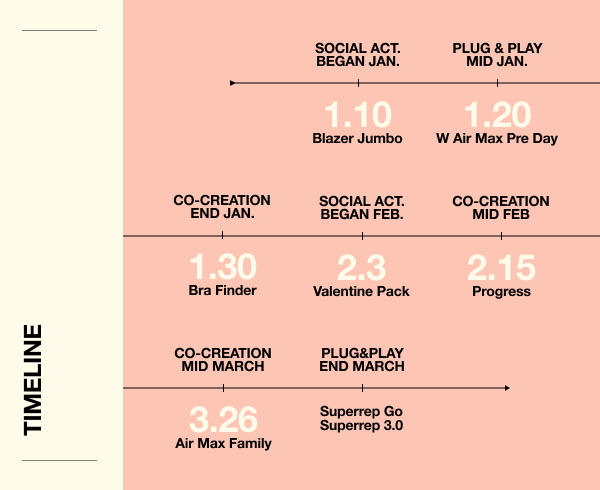 SOCIAL ACT.
BEGAN JAN.
1.10
Blazer Jumbo
PLUG & PLAY
MID JAN.
1.20
W Air Max Pre Day
CO-CREATION
END JAN.
1.30
Bra Finder
SOCIAL ACT.
BEGAN FEB.
2.3
Valentine Pack
CO-CREATION
MID FEB
2.15
Progress
CO-CREATION
MID MARCH
3.26
Air Max Family
PLUG&PLAY
END MARCH
Superrep Go
Superrep 3.0
TIMELINE